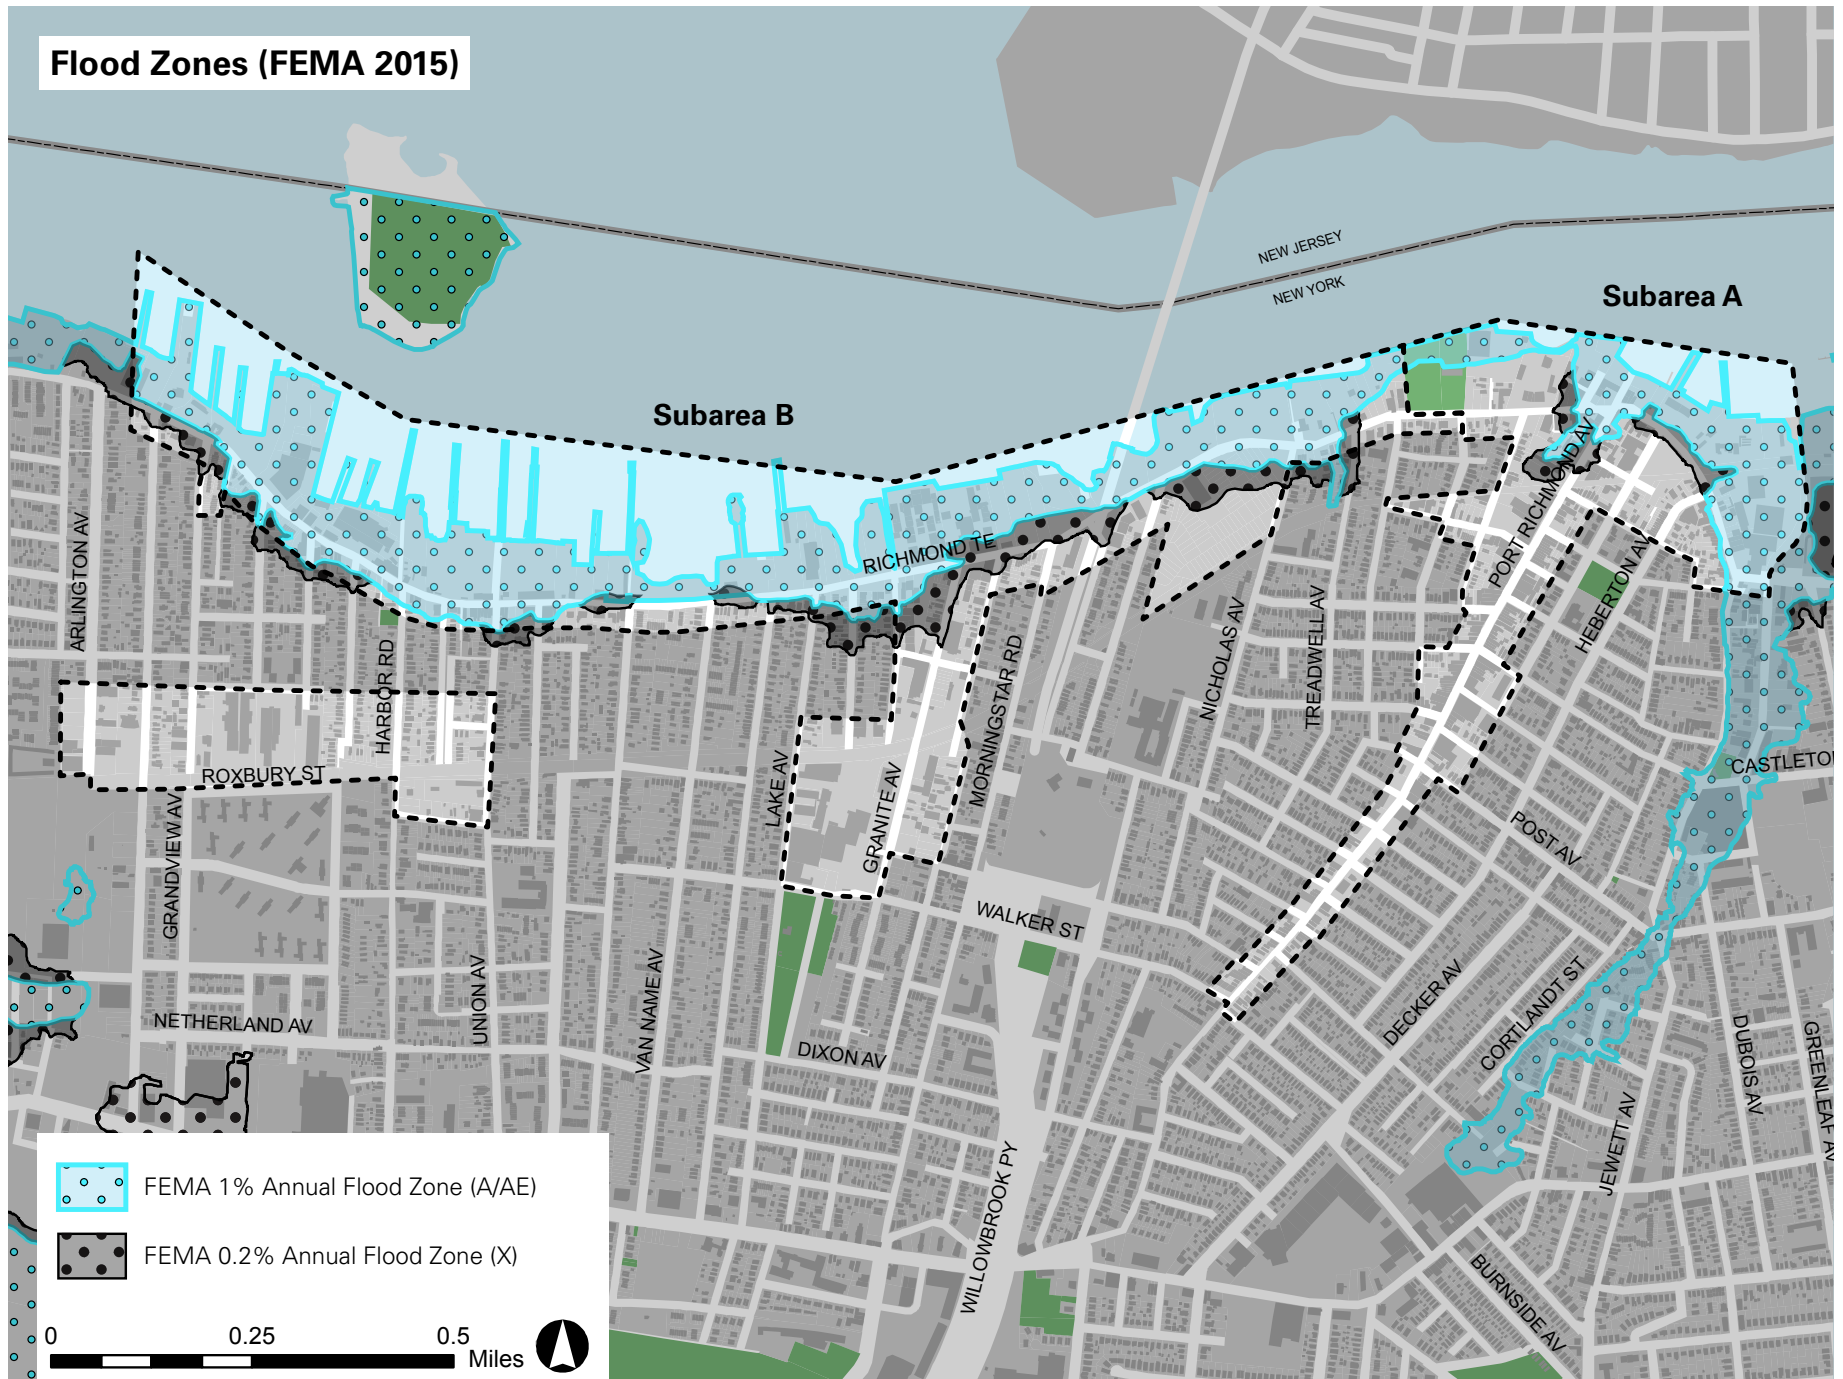 Flood Zones (FEMA 2015)
NEW JERSEY
NEW YORK
Subarea A
Subarea B
RICHMOND TE
PORT RICHMOND AV
HEBERTON AV
ARLINGTON AV
HARBOR RD
ROXBURY ST
GRANDVIEW AV
LAKE AV
GRANITE AV
MORNINGSTAR RD
NICHOLAS AV
TREADWELL AV
CASTLETO
POST AV
WALKER ST
UNION AV
VAN NAME AV
NETHERLAND AV
DIXON AV
DECKER AV
CORTLANDT ST
DUBOIS AV
GREENLEAF AV
JEWETT AV
WILLOWBROOK PY
BURNSIDE AV
FEMA 1% Annual Flood Zone (A/AE)
FEMA 0.2% Annual Flood Zone (X)
0 0.25 0.5
Miles